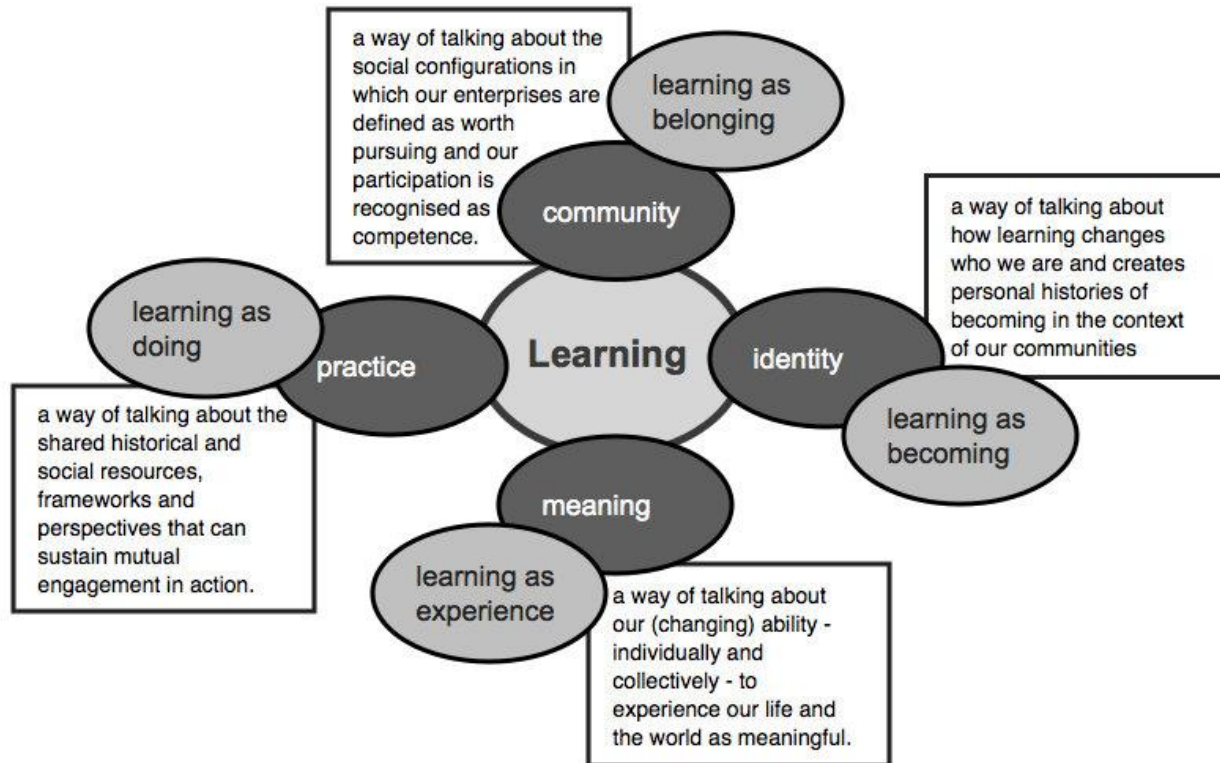 a way of talking about the
social configurations in
which our enterprises are
defined as worth
pursuing and our
participation is
recognised as
competence.
learning as
belonging
community
a way of talking about
how learning changes
who we are and creates
personal histories of
becoming in the context
of our communities
learning as
doing
practice
Learning
identity
learning as
becoming
a way of talking about the
shared historical and
social resources,
frameworks and
perspectives that can
sustain mutual
engagement in action.
meaning
learning as
experience
a way of talking about
our (changing) ability -
individually and
collectively - to
experience our life and
the world as meaningful.